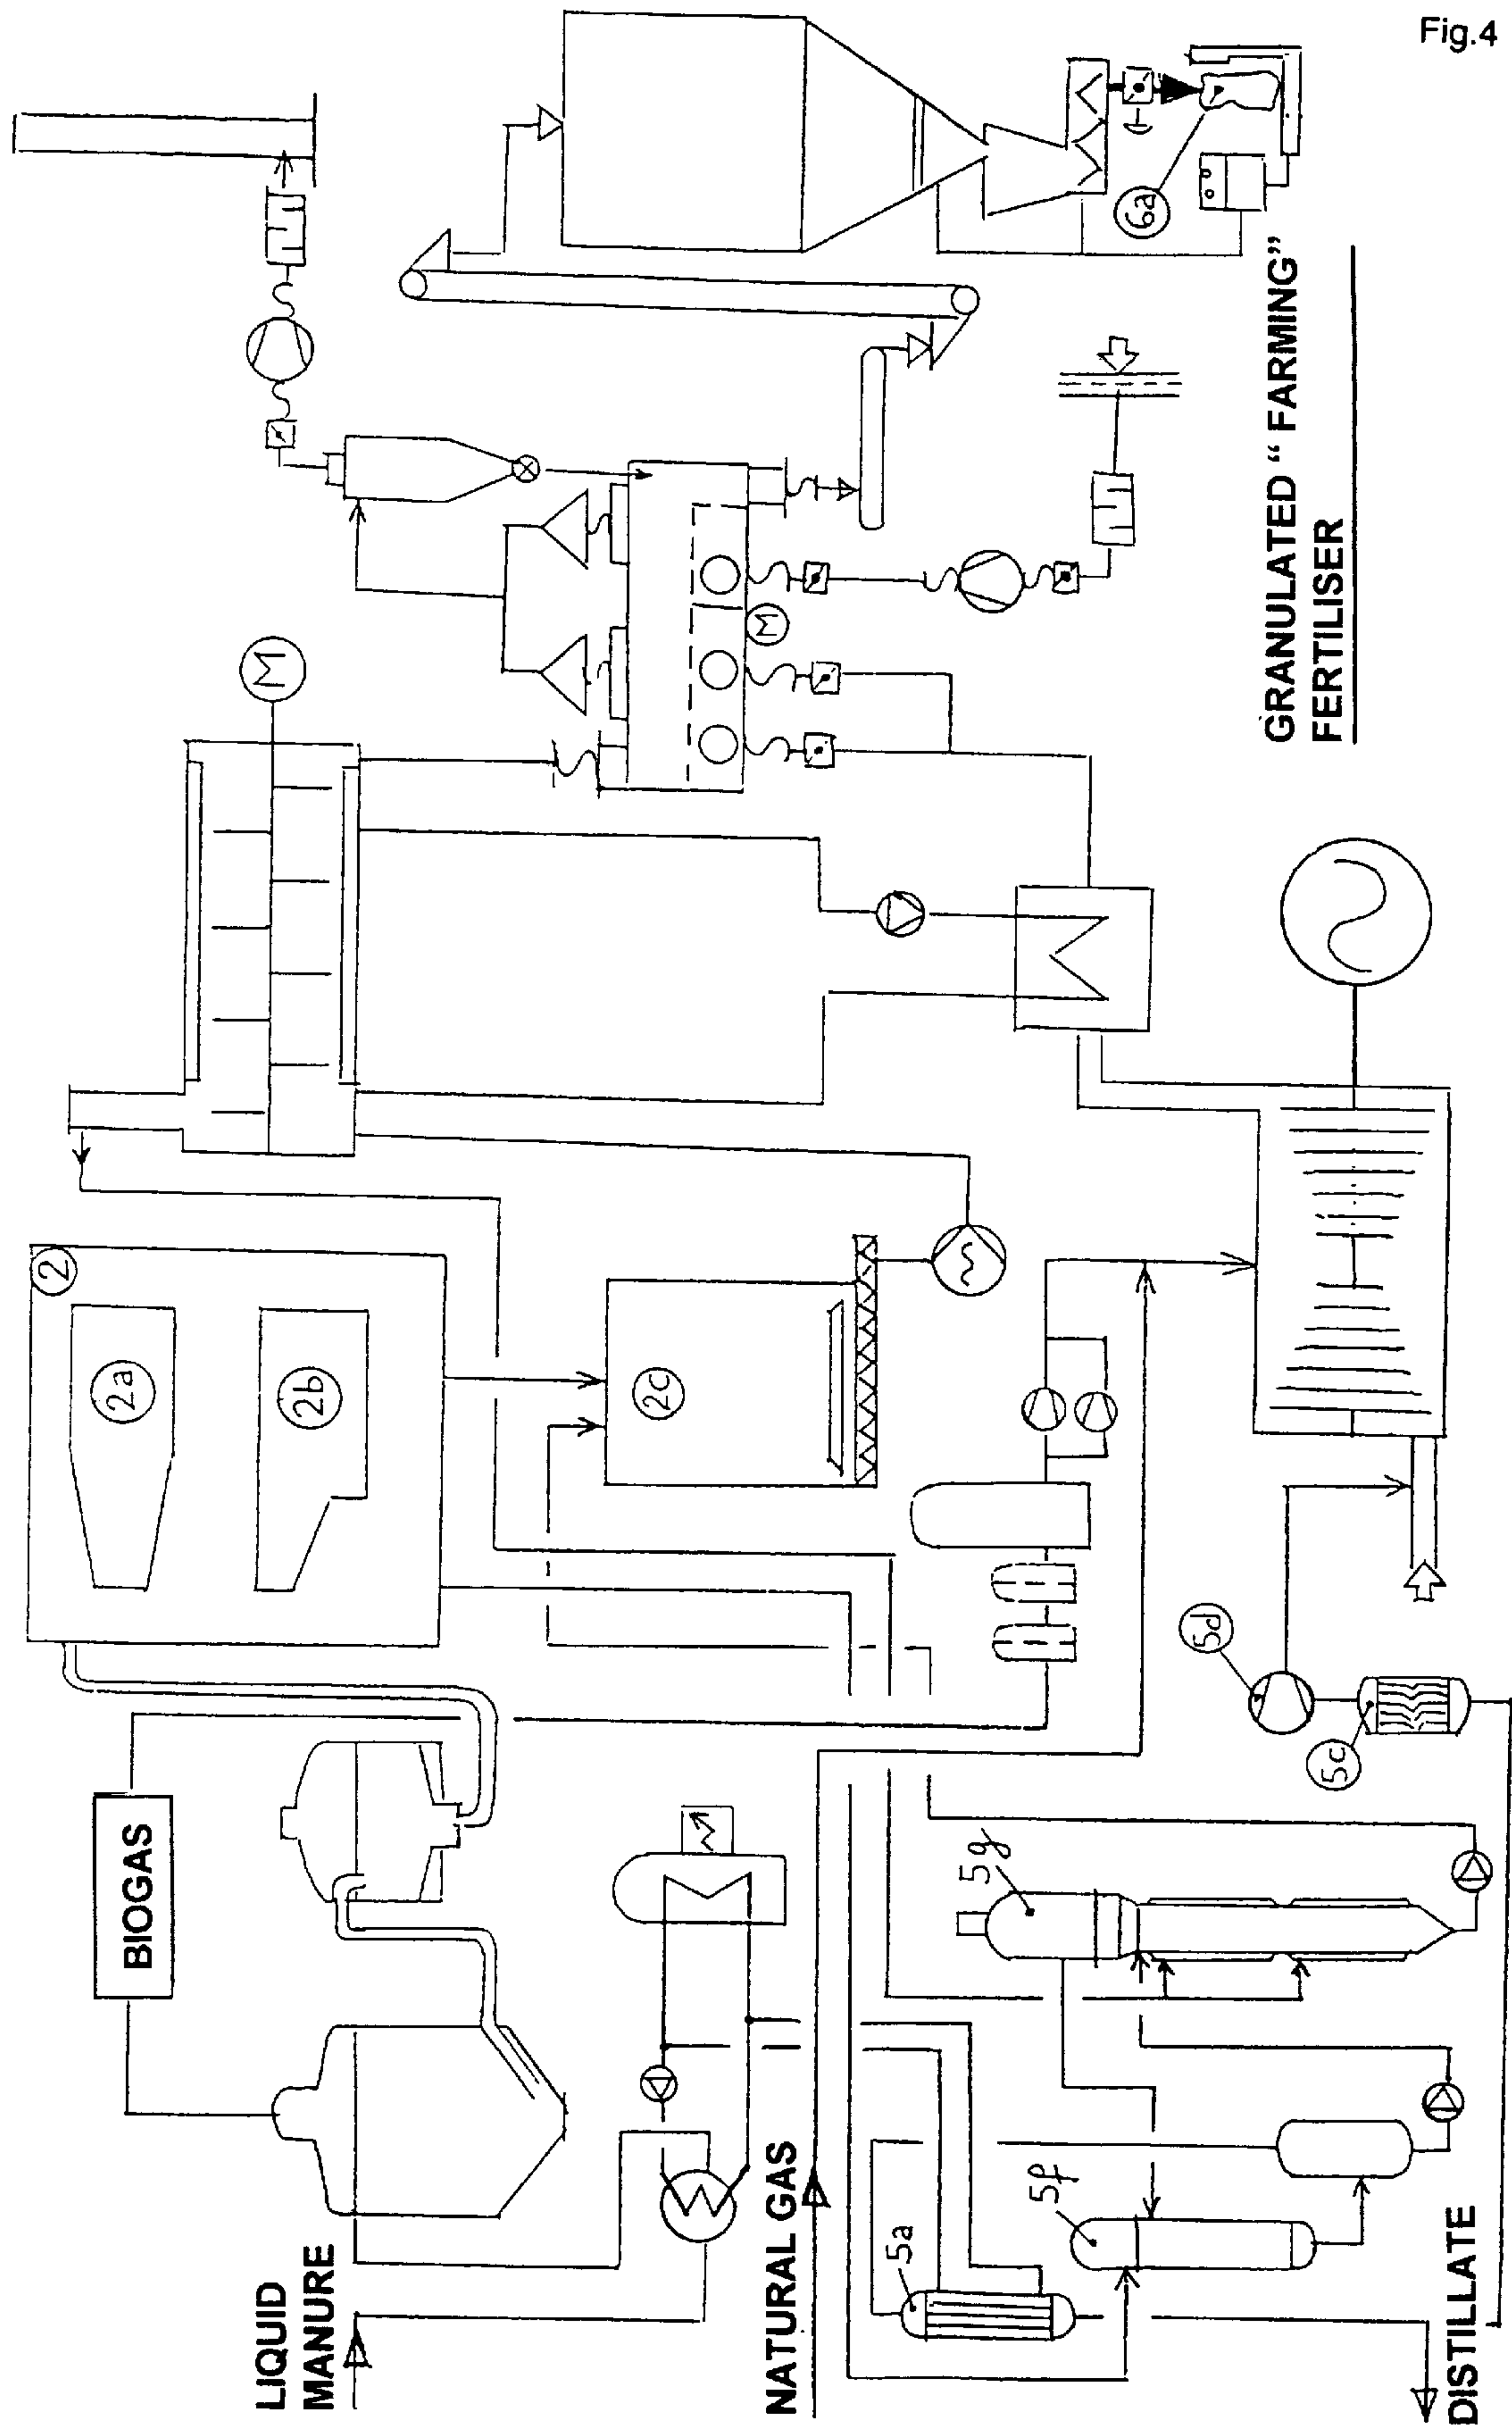 Fig.4
LIQUID
MANURE
BIOGAS
2
2a
2b
2c
M
M
NATURAL GAS
5a
5f
5g
5c
5d
DISTILLATE
6a
GRANULATED “FARMING”
FERTILISER